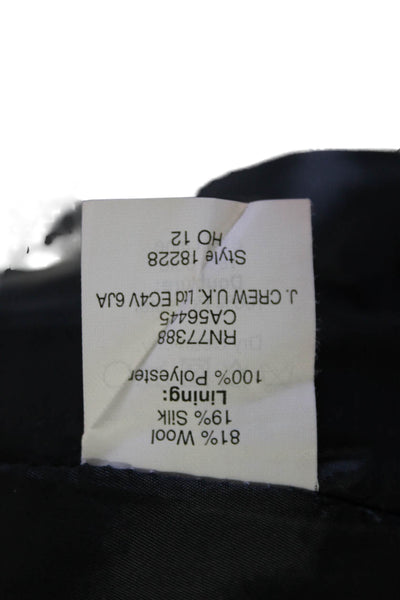 81% Wool
19% Silk
Lining:
100% Polyester
RN77388
CA56445
J. CREW U.K. Ltd EC4V 6JA
Style 18228
HO 12